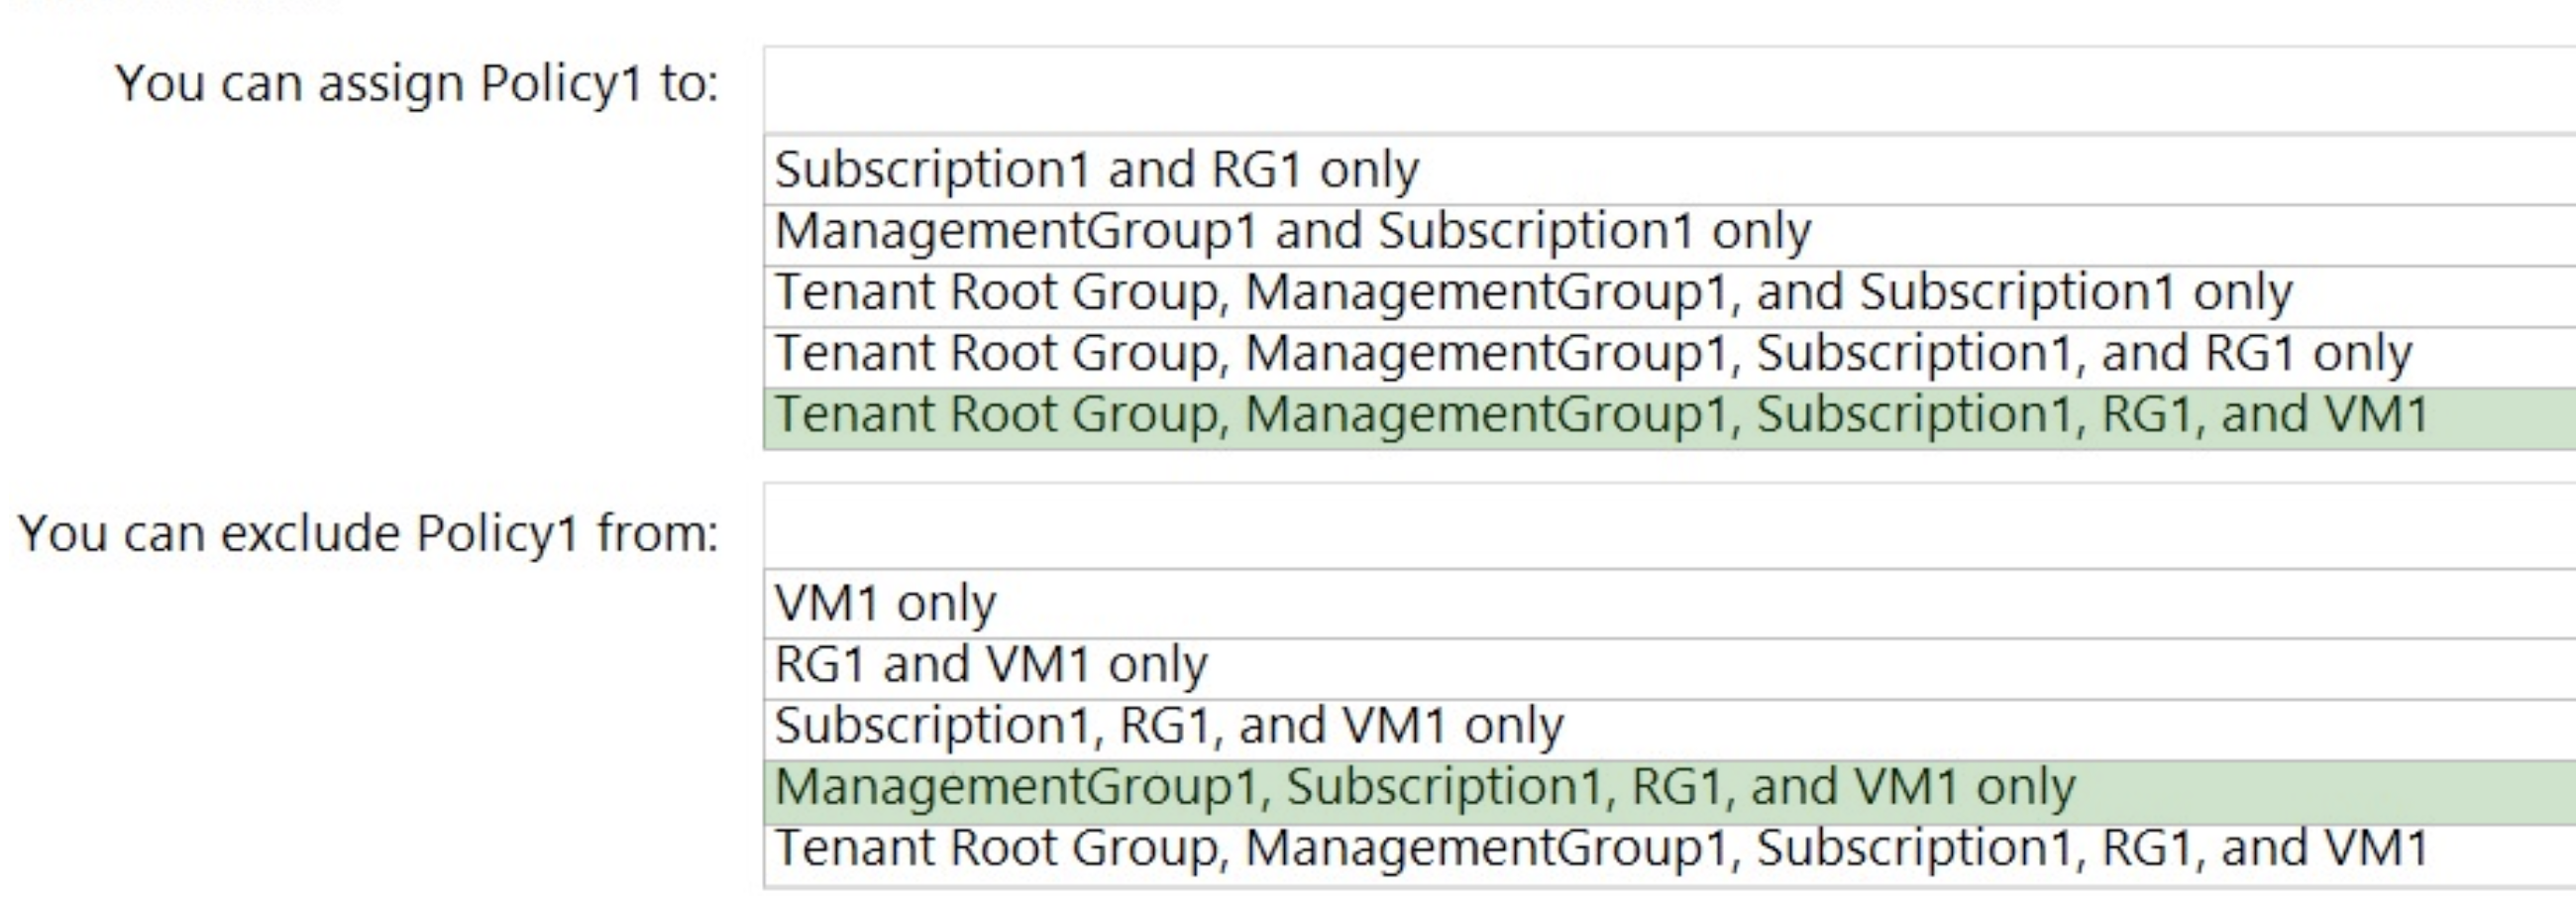 You can assign Policy1 to:
Subscription1 and RG1 only
ManagementGroup1 and Subscription1 only
Tenant Root Group, ManagementGroup1, and Subscription1 only
Tenant Root Group, ManagementGroup1, Subscription1, and RG1 only
Tenant Root Group, ManagementGroup1, Subscription1, RG1, and VM1
You can exclude Policy1 from:
VM1 only
RG1 and VM1 only
Subscription1, RG1, and VM1 only
ManagementGroup1, Subscription1, RG1, and VM1 only
Tenant Root Group, ManagementGroup1, Subscription1, RG1, and VM1